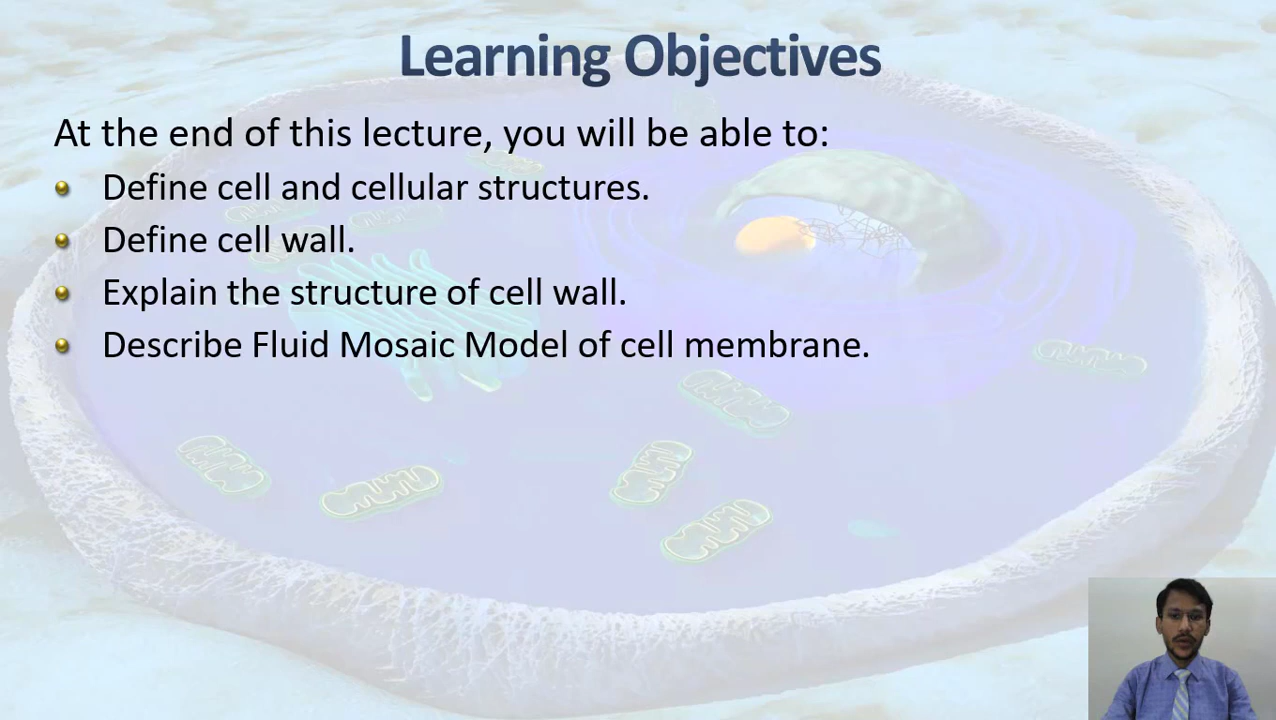 Learning Objectives
At the end of this lecture, you will be able to:
Define cell and cellular structures.
Define cell wall.
Explain the structure of cell wall.
Describe Fluid Mosaic Model of cell membrane.